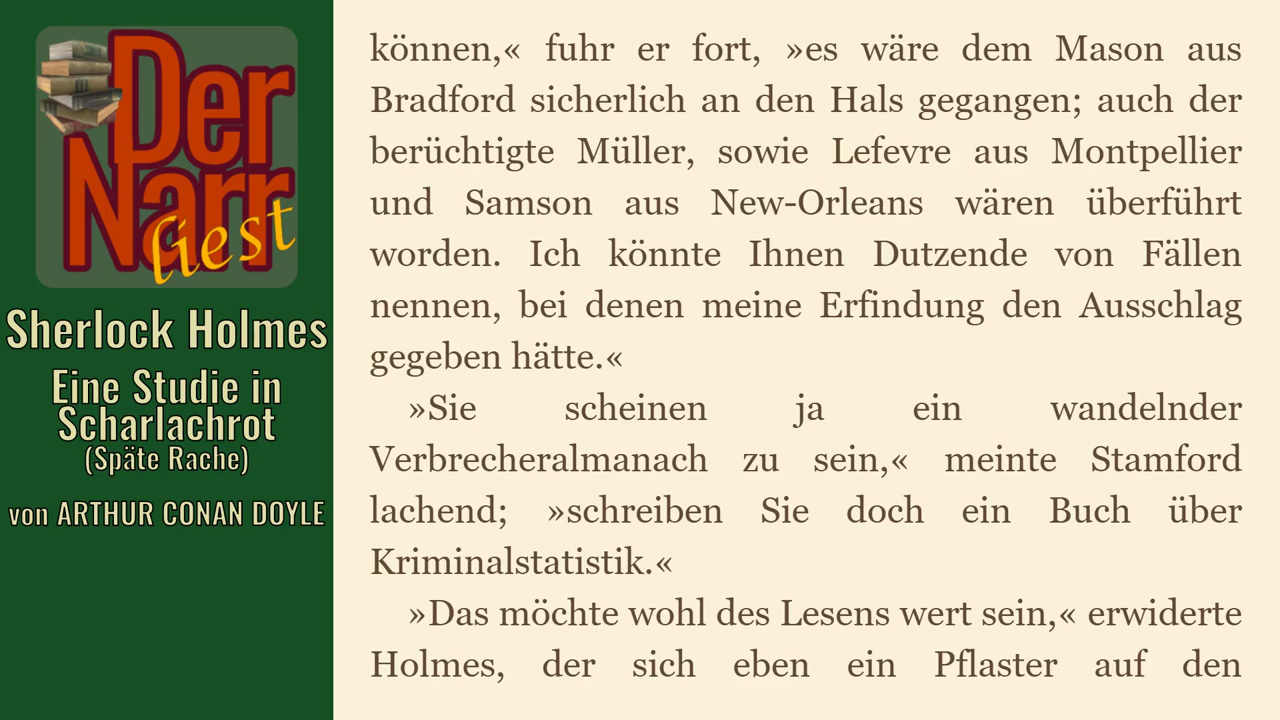 Der
Narr
liest
Sherlock Holmes
Eine Studie in
Scharlachrot
(Späte Rache)
von ARTHUR CONAN DOYLE
können,« fuhr er fort, »es wäre dem Mason aus
Bradford sicherlich an den Hals gegangen; auch der
berüchtigte Müller, sowie Lefevre aus Montpellier
und Samson aus New-Orleans wären überführt
worden. Ich könnte Ihnen Dutzende von Fällen
nennen, bei denen meine Erfindung den Ausschlag
gegeben hätte.«
»Sie scheinen ja ein wandelnder
Verbrecheralmanach zu sein,« meinte Stamford
lachend; »schreiben Sie doch ein Buch über
Kriminalstatistik.«
»Das möchte wohl des Lesens wert sein,« erwiderte
Holmes, der sich eben ein Pflaster auf den